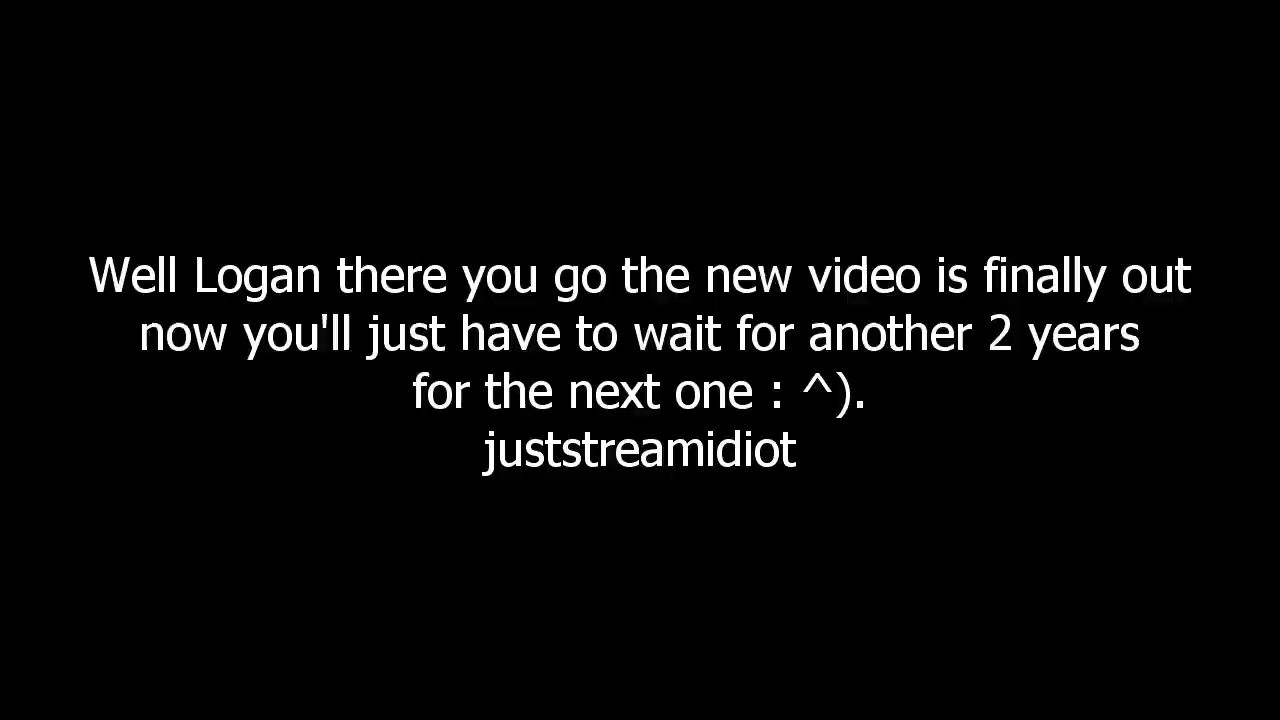 Well Logan there you go the new video is finally out
now you'll just have to wait for another 2 years
for the next one : ^).
juststreamidiot